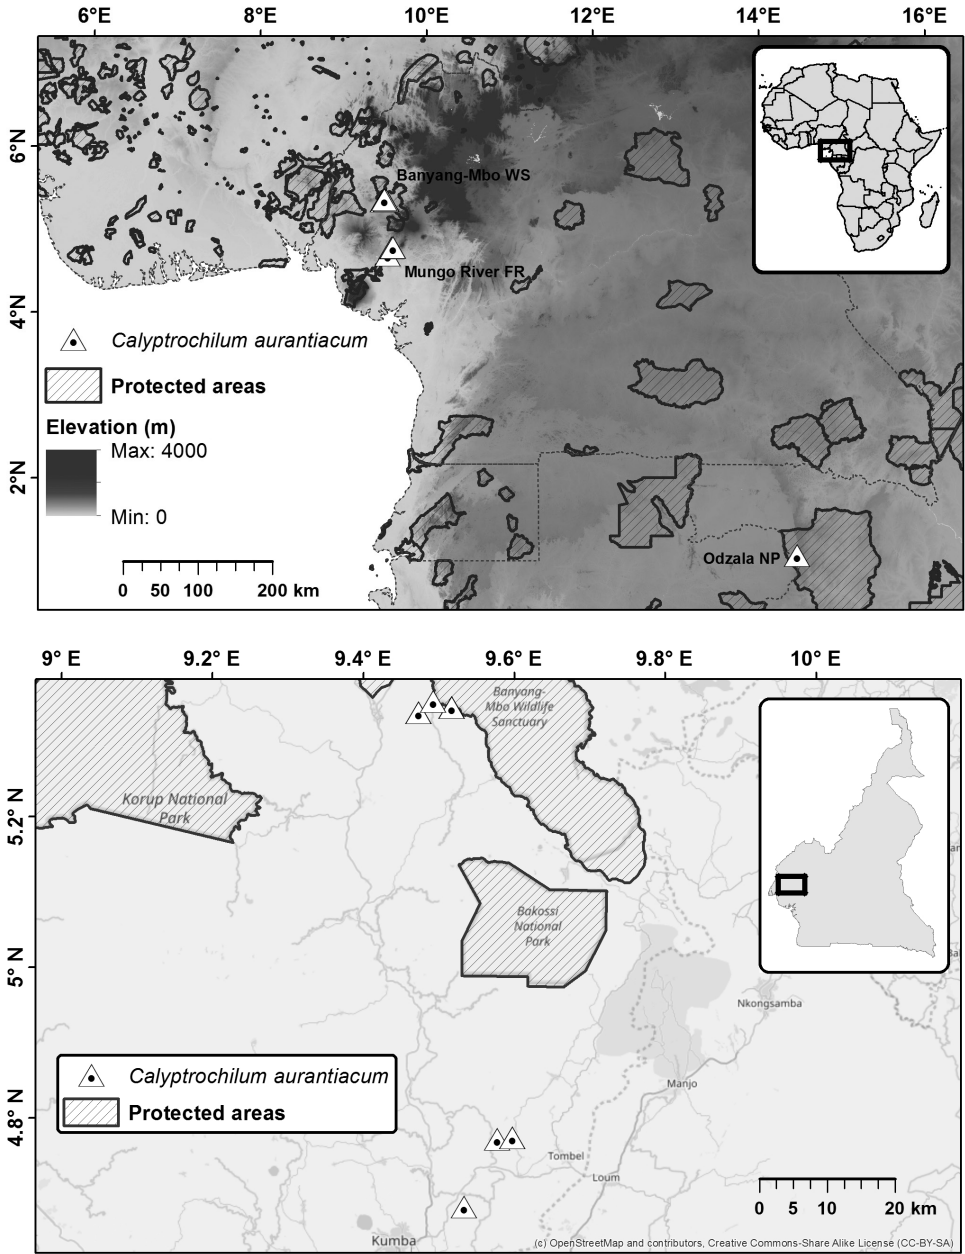 6°E 8°E 10°E 12°E 14°E 16°E
6°N
4°N
2°N
Banyang-Mbo WS
Mungo River FR
Calyptrochilum aurantiacum
Protected areas
Elevation (m)
Max: 4000
Min: 0
0 50 100 200 km
Odzala NP
9° E 9.2° E 9.4° E 9.6° E 9.8° E 10° E
5.2° N
5° N
4.8° N
Banyang-
Mbo Wildlife
Sanctuary
Korup National
Park
Bakossi
National
Park
Nkongsamba
Manjo
Calyptrochilum aurantiacum
Protected areas
Tombel
Loum
Kumba
0 5 10 20 km
(c) OpenStreetMap and contributors, Creative Commons-Share Alike License (CC-BY-SA)